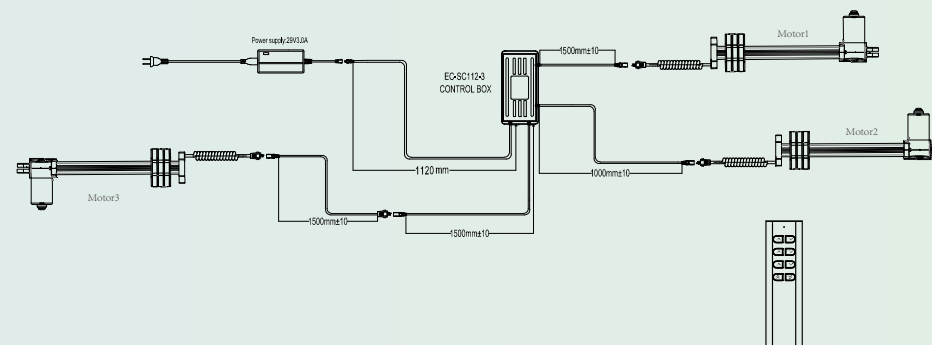 Power supply:29V3.0A
EC-SC112-3
CONTROL BOX
1500mm±10
Motor1
Motor2
1000mm±10
1120 mm
Motor3
1500mm±10
1500mm±10